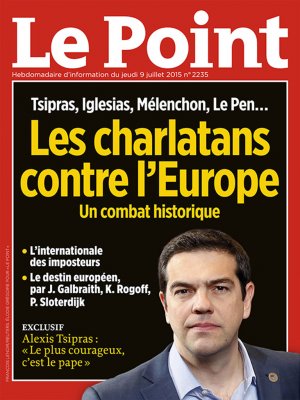 Le Point
Hebdomadaire d'information du jeudi 9 juillet 2015 n° 2235
Tsipras, Iglesias, Mélenchon, Le Pen…
Les charlatans
contre l'Europe
Un combat historique
• L'internationale
des imposteurs
• Le destin européen,
par J. Galbraith, K. Rogoff,
P. Sloterdijk
EXCLUSIF
Alexis Tsipras :
« Le plus courageux,
c'est le pape »